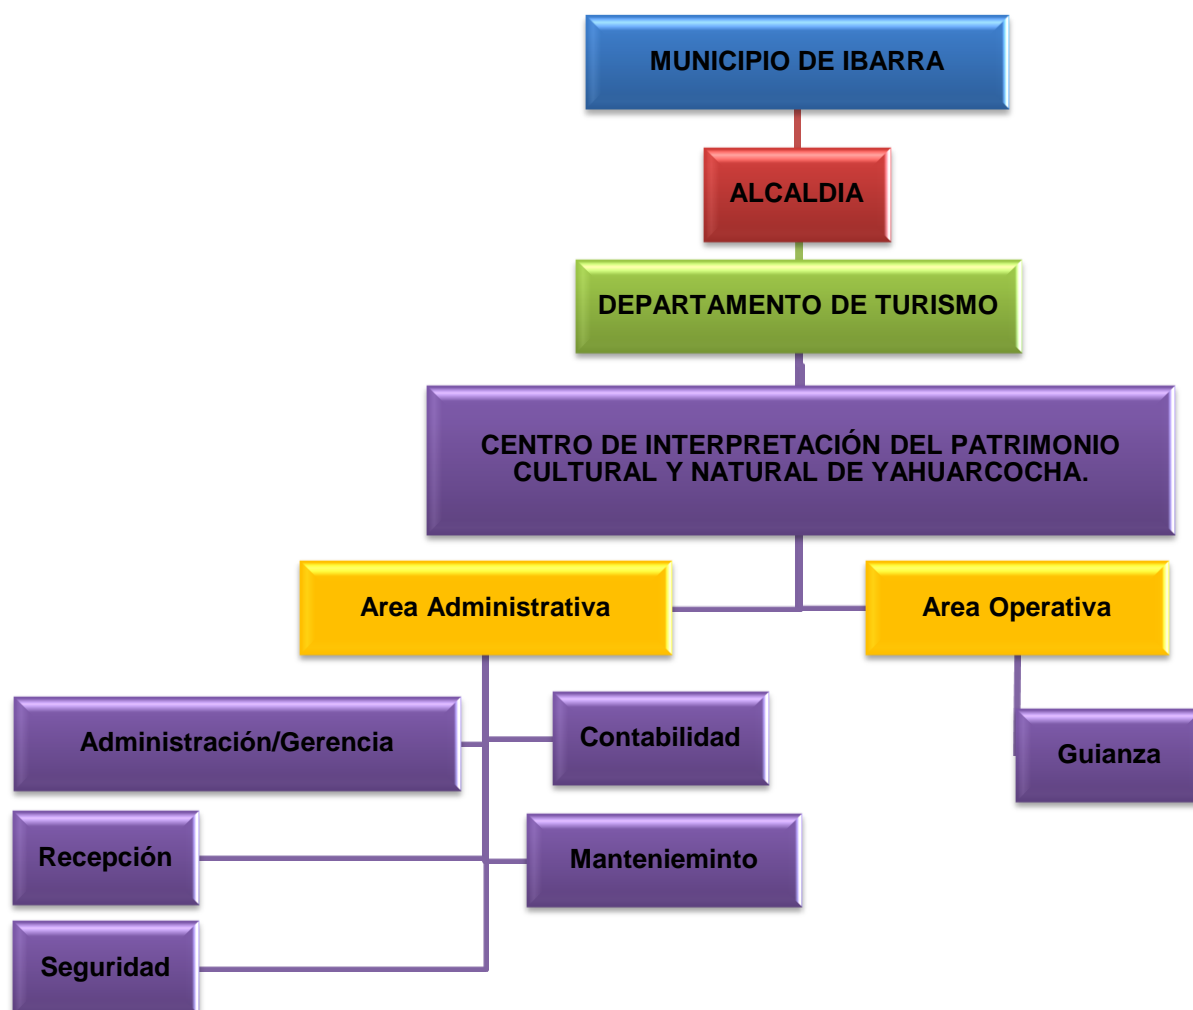 MUNICIPIO DE IBARRA
ALCALDIA
DEPARTAMENTO DE TURISMO
CENTRO DE INTERPRETACIÓN DEL PATRIMONIO
CULTURAL Y NATURAL DE YAHUARCOCHA.
Area Administrativa
Area Operativa
Administración/Gerencia
Contabilidad
Guianza
Recepción
Mantenieminto
Seguridad